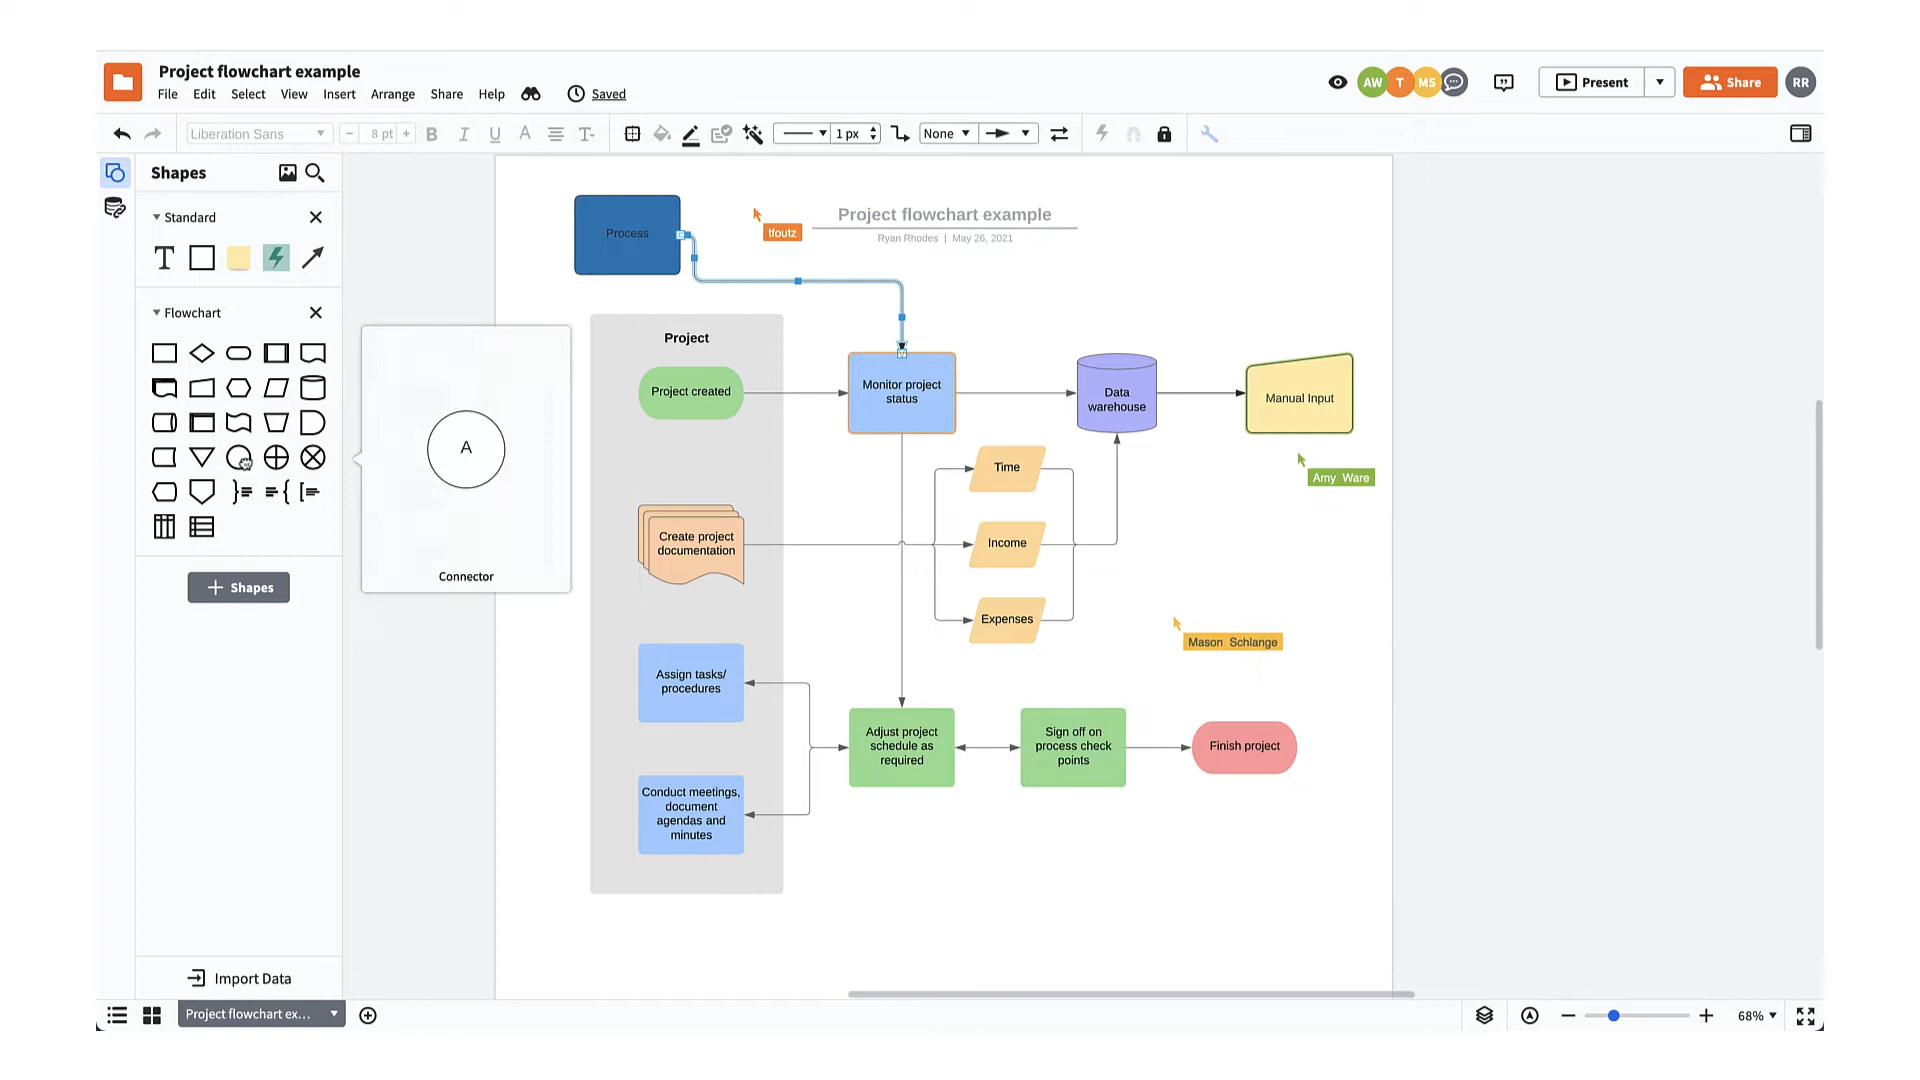 Project flowchart example
File Edit Select View Insert Arrange Share Help Saved
AW T MS
Present
Share
RR
Liberation Sans
8 pt
B I U A T
1 px
None
Shapes
Standard
T
Flowchart
Shapes
Import Data
A
Connector
Process
tfoutz
Project flowchart example
Ryan Rhodes | May 26, 2021
Project
Project created
Monitor project
status
Data
warehouse
Manual Input
Amy Ware
Time
Create project
documentation
Income
Expenses
Mason Schlange
Assign tasks/
procedures
Adjust project
schedule as
required
Sign off on
process check
points
Finish project
Conduct meetings,
document
agendas and
minutes
Project flowchart ex...
68%